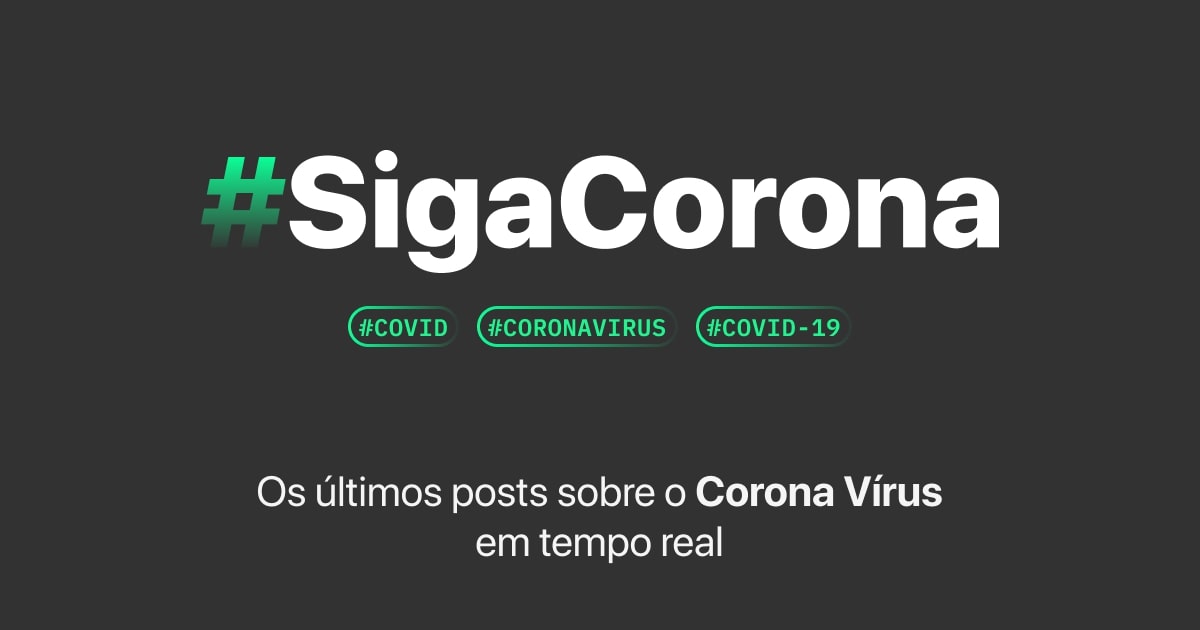 #SigaCorona
#COVID #CORONAVIRUS #COVID-19
Os últimos posts sobre o Corona Vírus
em tempo real